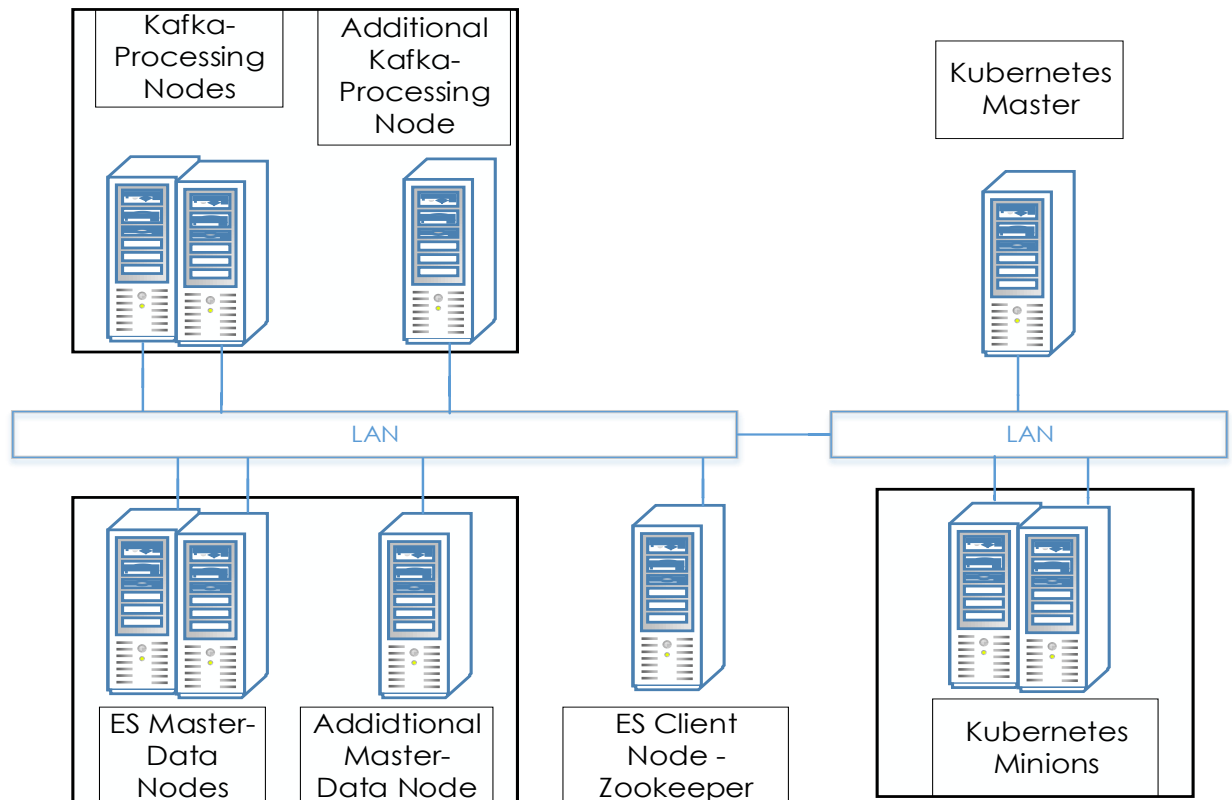 Kafka-
Processing
Nodes
Additional
Kafka-
Processing
Node
Kubernetes
Master
LAN
LAN
ES Master-
Data
Nodes
Addidtional
Master-
Data Node
ES Client
Node -
Zookeeper
Kubernetes
Minions